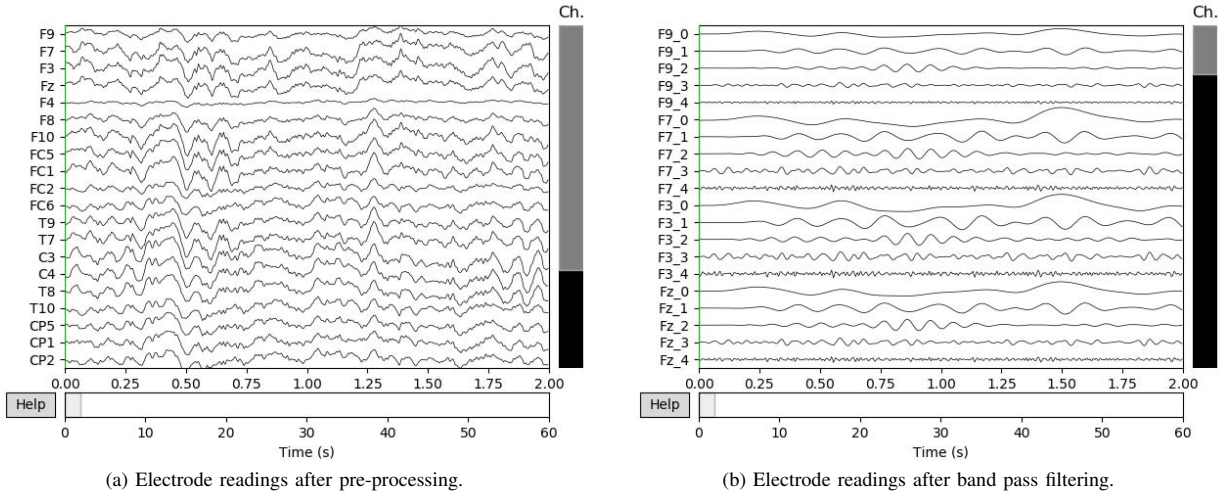 Ch.
F9
F7
F3
Fz
F4
F8
F10
FC5
FC1
FC2
FC6
T9
T7
C3
C4
T8
T10
CP5
CP1
CP2
0.00 0.25 0.50 0.75 1.00 1.25 1.50 1.75 2.00
Help
0 10 20 30 40 50 60
Time (s)
(a) Electrode readings after pre-processing.
Ch.
F9_0
F9_1
F9_2
F9_3
F9_4
F7_0
F7_1
F7_2
F7_3
F7_4
F3_0
F3_1
F3_2
F3_3
F3_4
Fz_0
Fz_1
Fz_2
Fz_3
Fz_4
0.00 0.25 0.50 0.75 1.00 1.25 1.50 1.75 2.00
Help
0 10 20 30 40 50 60
Time (s)
(b) Electrode readings after band pass filtering.